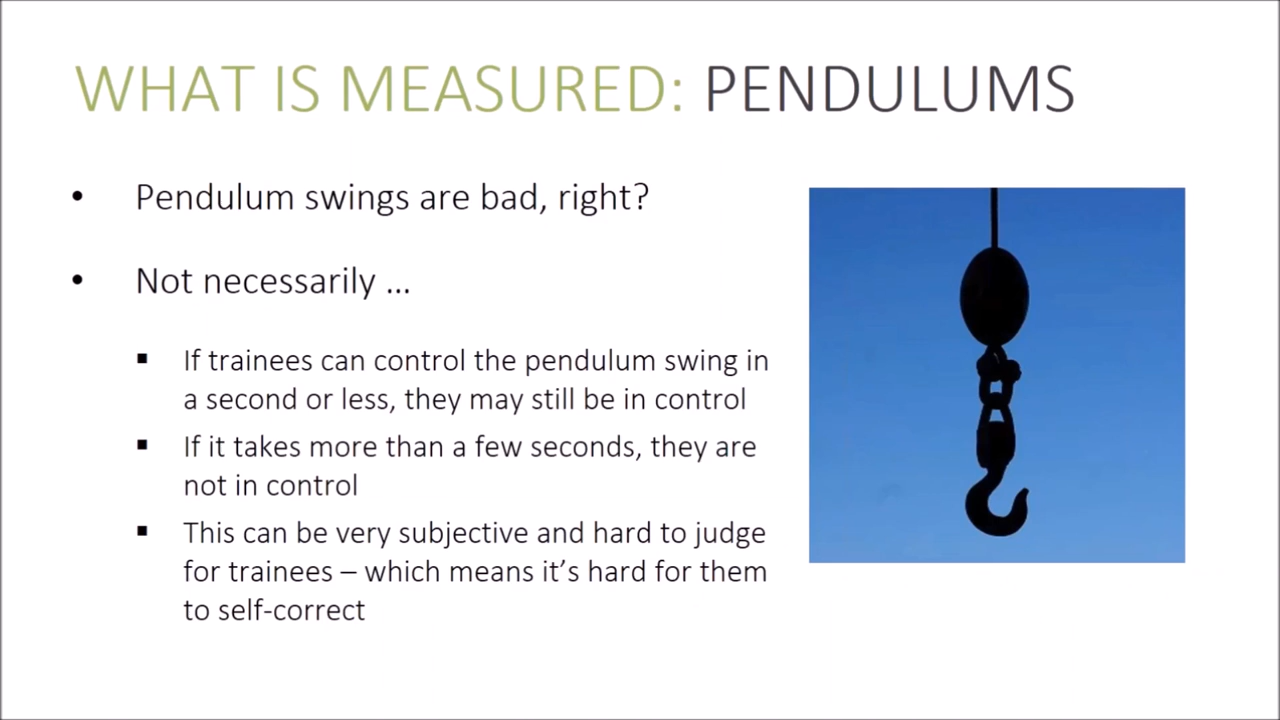 WHAT IS MEASURED: PENDULUMS
• Pendulum swings are bad, right?
• Not necessarily ...
▪ If trainees can control the pendulum swing in
a second or less, they may still be in control
▪ If it takes more than a few seconds, they are
not in control
▪ This can be very subjective and hard to judge
for trainees – which means it’s hard for them
to self-correct